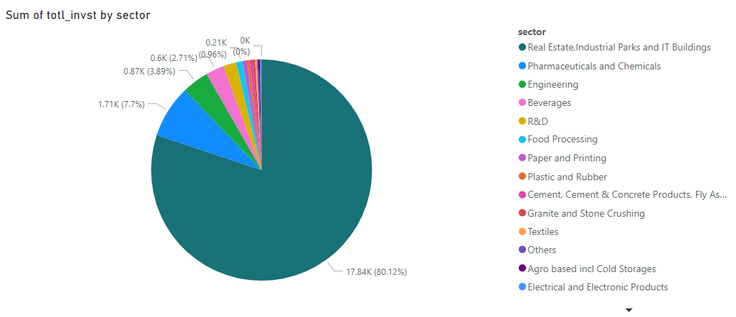 Sum of totl_invst by sector
0K
(0%)
0.21K
(0.96%)
0.6K (2.71%)
0.87K (3.89%)
1.71K (7.7%)
17.84K (80.12%)
sector
Real Estate,Industrial Parks and IT Buildings
Pharmaceuticals and Chemicals
Engineering
Beverages
R&D
Food Processing
Paper and Printing
Plastic and Rubber
Cement, Cement & Concrete Products, Fly As...
Granite and Stone Crushing
Textiles
Others
Agro based incl Cold Storages
Electrical and Electronic Products